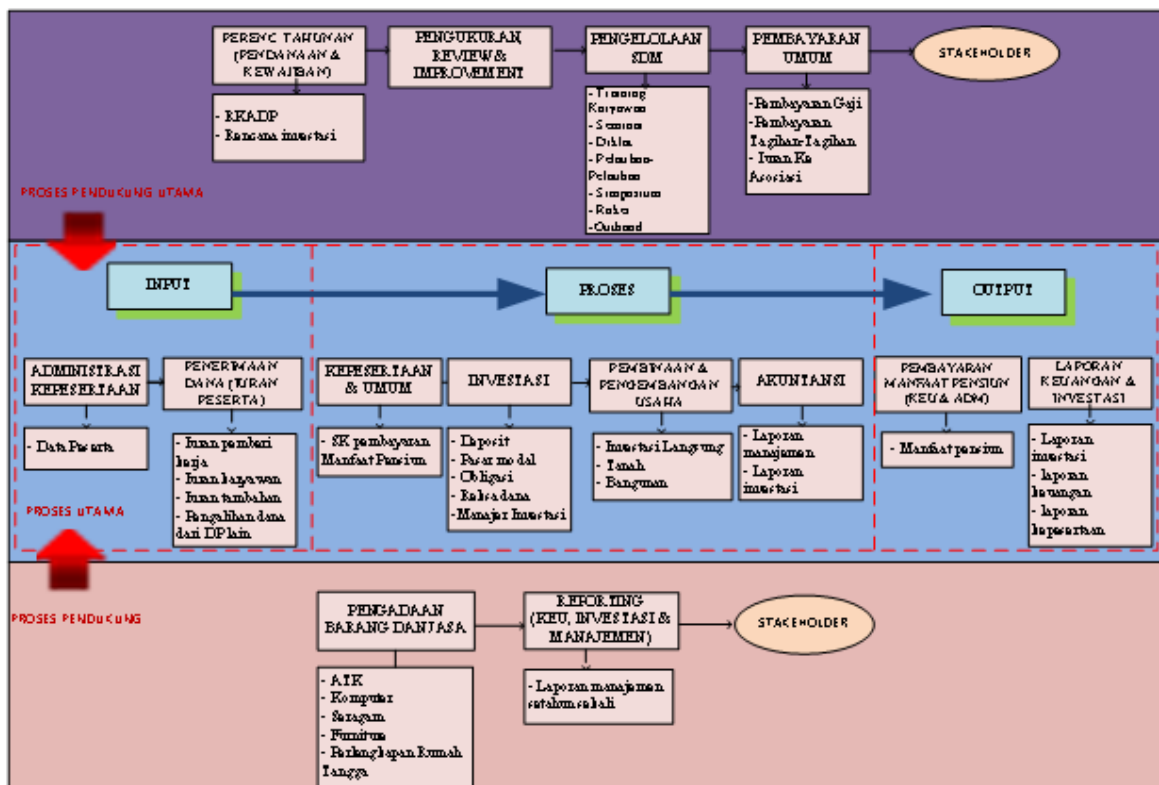 PERENC TAHUNAN
(PENDANAAN &
KEWAJIBAN)
PENGUKURAN,
REVIEW &
IMPROVEMENT
PENGELOLAAN
SDM
PEMBAYARAN
UMUM
STAKEHOLDER
- RKADP
- Rencana investasi
- Training
Karyawan
- Seminar
- Diklat
- Pelatihan-
Pelatihan
- Simposium
- Raker
- Outbond
- Pembayaran Gaji
- Pembayaran
Tagihan-Tagihan
- Iuran Ke
Asosiasi
PROSES PENDUKUNG UTAMA
INPUT
PROSES
OUTPUT
ADMINISTRASI
KEPESERTAAN
PENERIMAAN
DANA (IURAN
PESERTA)
KEPESERTAAN
& UMUM
INVESTASI
PEMBINAAN &
PENGEMBANGAN
USAHA
AKUNTANSI
PEMBAYARAN
MANFAAT PENSIUN
(KEU & ADM)
LAPORAN
KEUANGAN &
INVESTASI
- Data Peserta
- Iuran pemberi
kerja
- Iuran karyawan
- Iuran tambahan
- Pengalihan dana
dari DP lain
- SK pembayaran
Manfaat Pensiun
- Deposit
- Pasar modal
- Obligasi
- Reksa dana
- Manajer Investasi
- Investasi Langsung
- Tanah
- Bangunan
- Laporan
manajemen
- Laporan
investasi
- Manfaat pensiun
- Laporan
investasi
- laporan
keuangan
- laporan
kepesertaan
PROSES UTAMA
PROSES PENDUKUNG
PENGADAAN
BARANG DAN JASA
REPORTING
(KEU, INVESTASI &
MANAJEMEN)
STAKEHOLDER
- ATK
- Komputer
- Seragam
- Furniture
- Perlengkapan Rumah
Tangga
- Laporan manajemen
setahun sekali